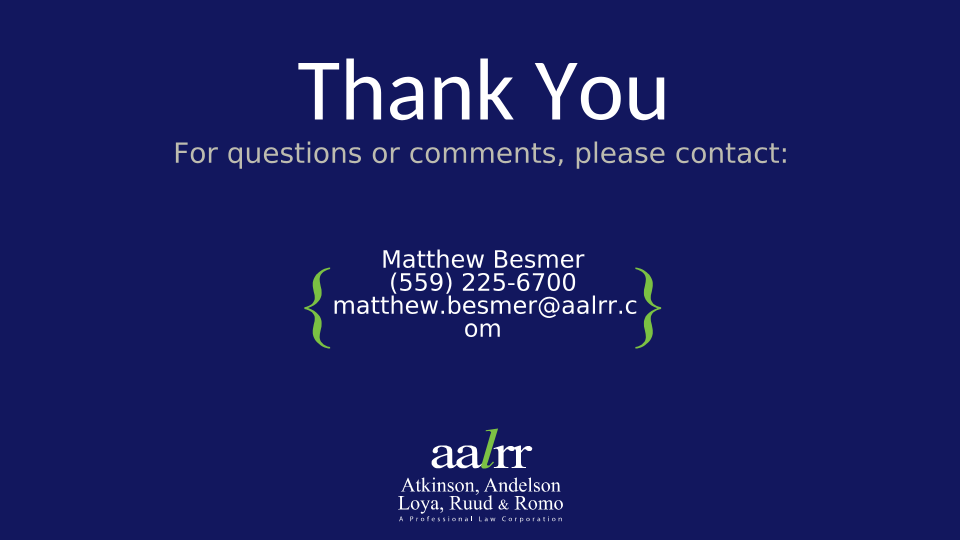 Thank You
For questions or comments, please contact:
Matthew Besmer
(559) 225-6700
{ matthew.besmer@aalrr.c }
om
aalrr
Atkinson, Andelson
Loya, Ruud & Romo
A Professional Law Corporation